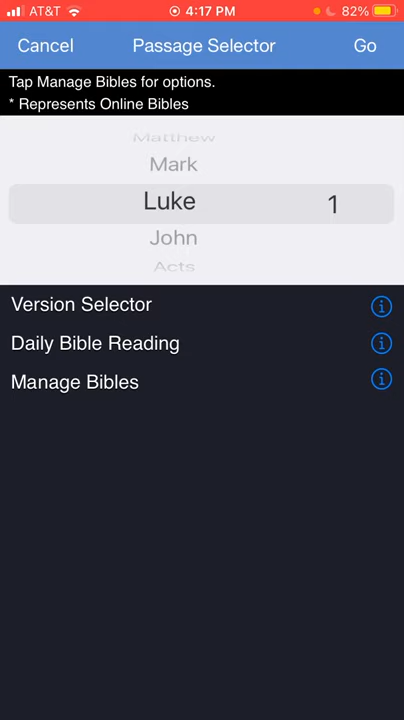 AT&T 4:17 PM 82%
Cancel Passage Selector Go
Tap Manage Bibles for options.
* Represents Online Bibles
Matthew
Mark
Luke 1
John
Acts
Version Selector
Daily Bible Reading
Manage Bibles